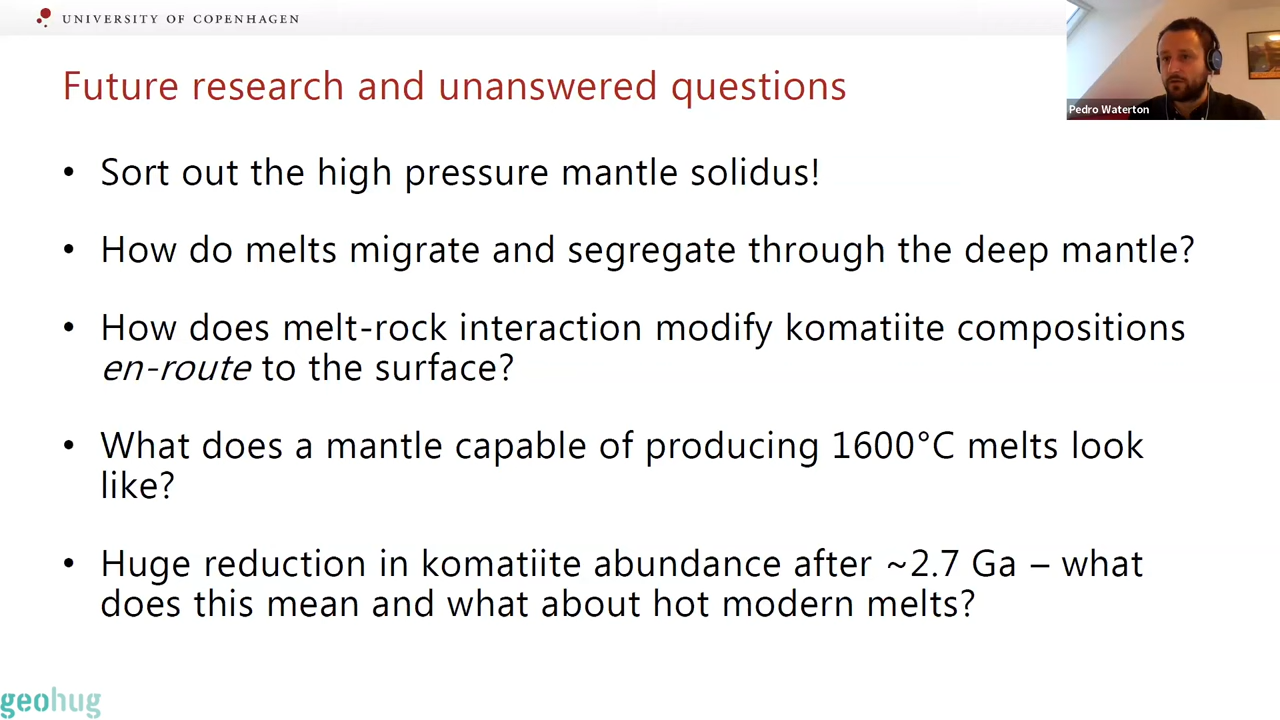 UNIVERSITY OF COPENHAGEN
Pedro Waterton
Future research and unanswered questions
• Sort out the high pressure mantle solidus!
• How do melts migrate and segregate through the deep mantle?
• How does melt-rock interaction modify komatiite compositions
en-route to the surface?
• What does a mantle capable of producing 1600°C melts look
like?
• Huge reduction in komatiite abundance after ~2.7 Ga – what
does this mean and what about hot modern melts?
geohug